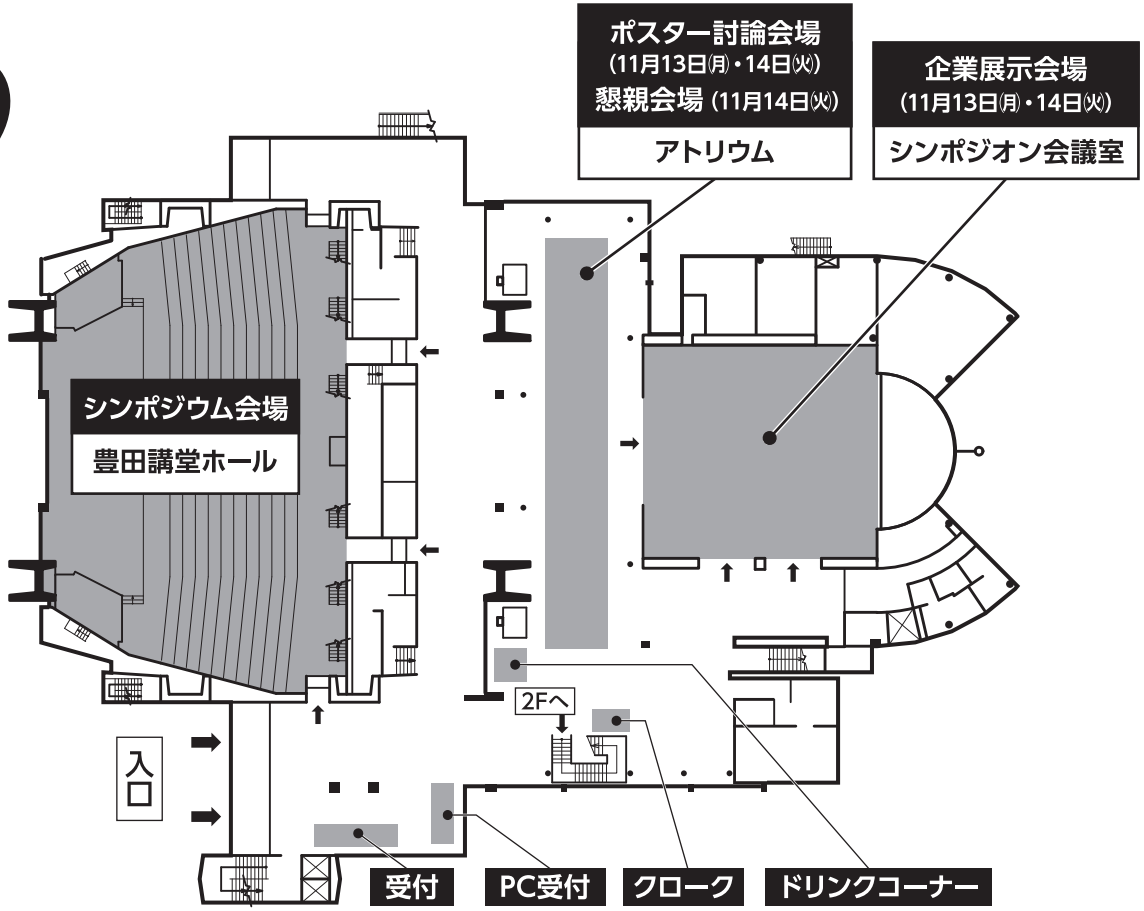 ポスター討論会場
(11月13日㈪・14日㈫)
懇親会場 (11月14日㈫)
アトリウム
企業展示会場
(11月13日㈪・14日㈫)
シンポジオン会議室
シンポジウム会場
豊田講堂ホール
2Fへ
入口
受付
PC受付
クローク
ドリンクコーナー